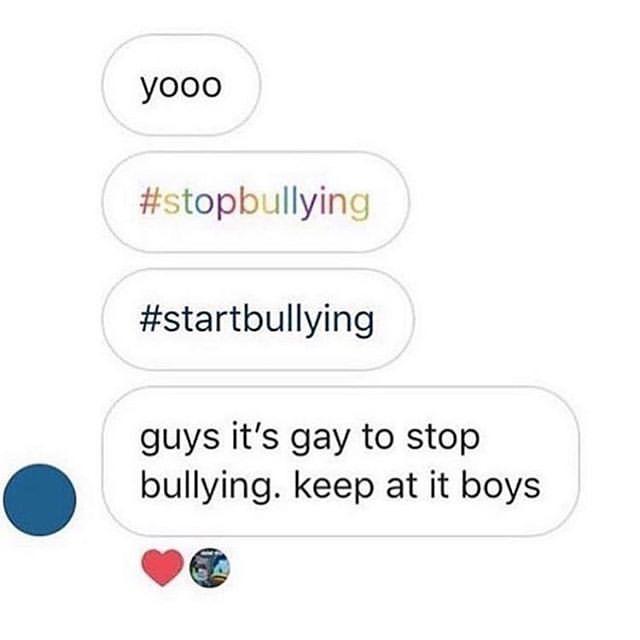 yooo
#stopbullying
#startbullying
guys it's gay to stop
bullying. keep at it boys